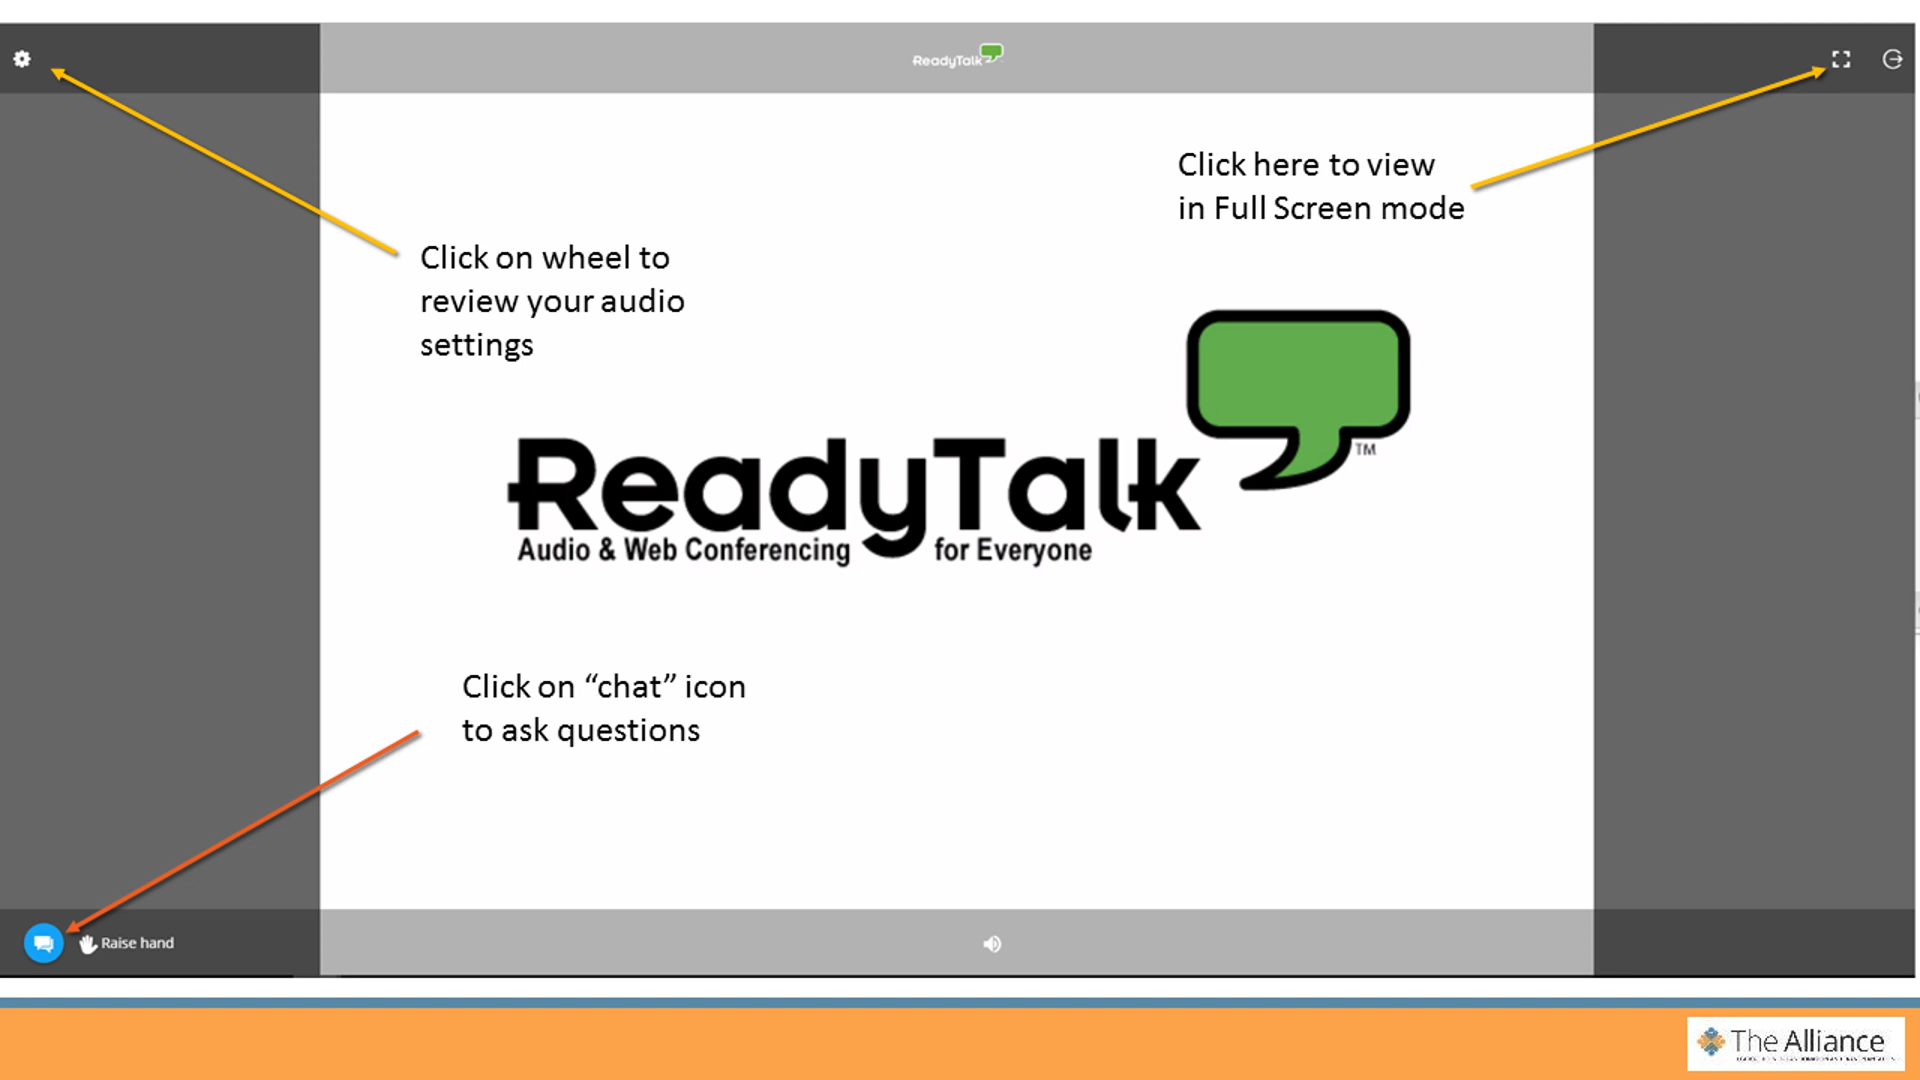 ReadyTalk
Click here to view
in Full Screen mode
Click on wheel to
review your audio
settings
ReadyTalk
TM
Audio & Web Conferencing for Everyone
Click on “chat” icon
to ask questions
Raise hand
The Alliance